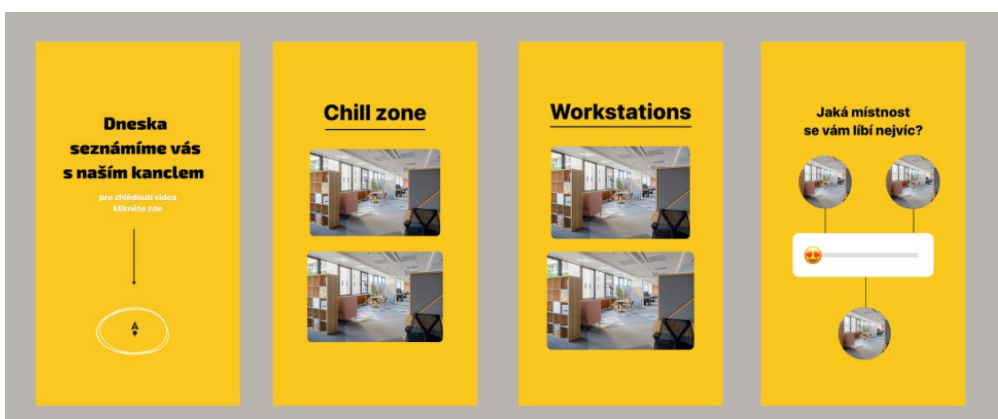 Dneska
seznámíme vás
s naším kanclem
pro zhlédnutí videa
klikněte zde
Chill zone
Workstations
Jaká místnost
se vám líbí nejvíc?